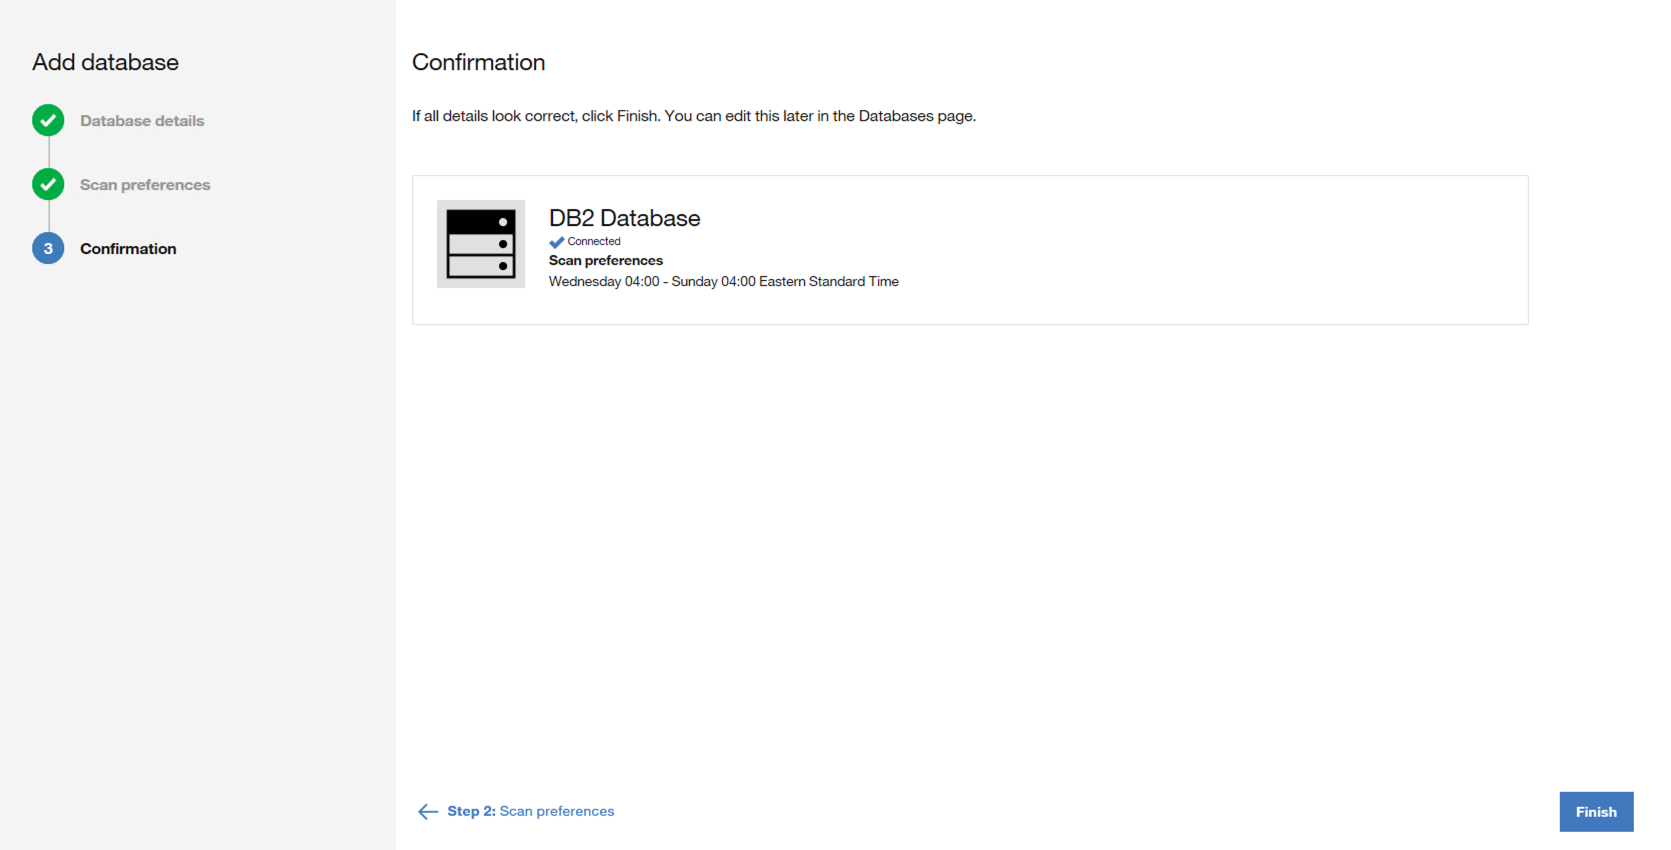 Add database
Database details
Scan preferences
3 Confirmation
Confirmation
If all details look correct, click Finish. You can edit this later in the Databases page.
DB2 Database
Connected
Scan preferences
Wednesday 04:00 - Sunday 04:00 Eastern Standard Time
Step 2: Scan preferences
Finish